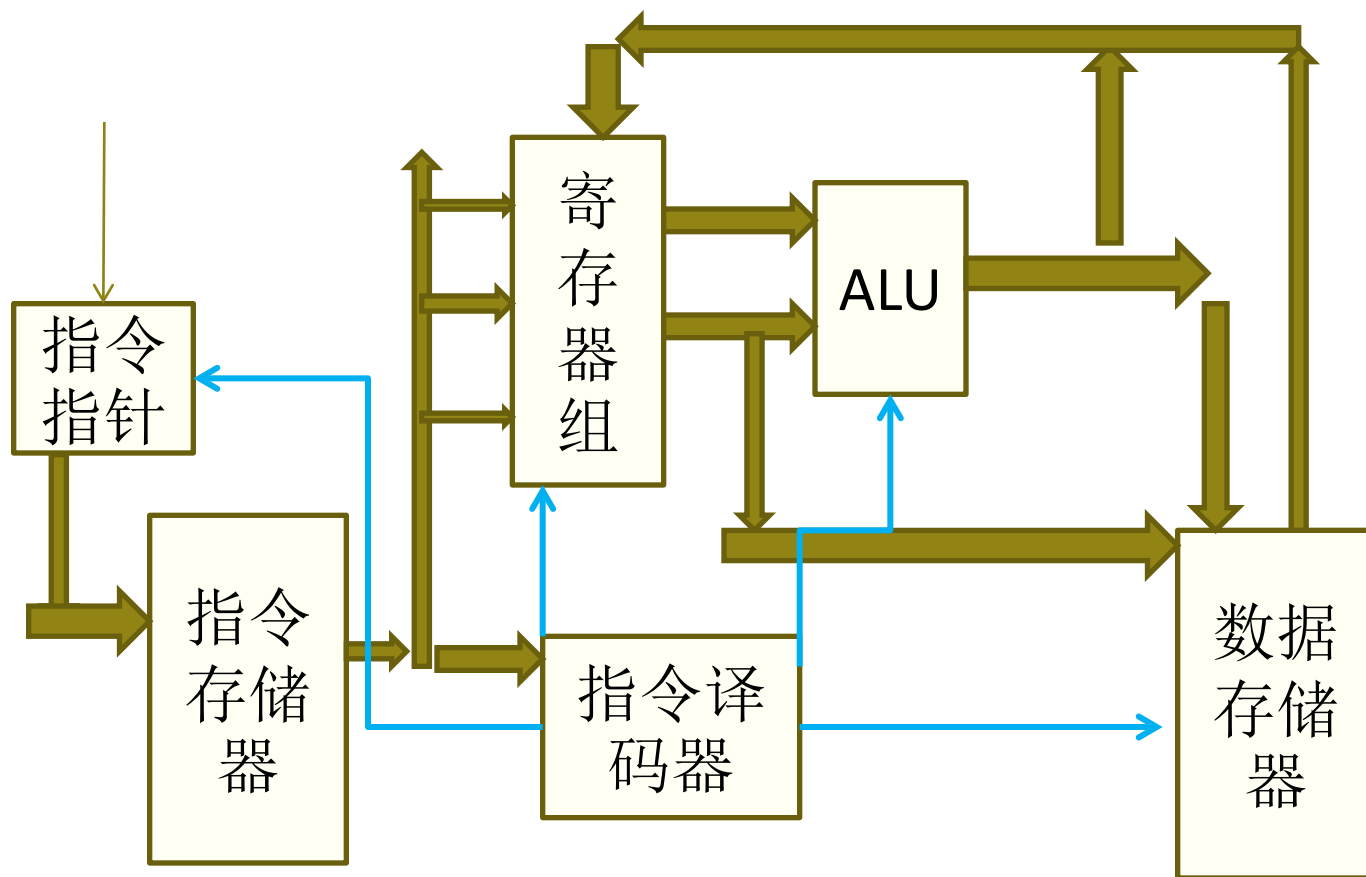 指令
指针
指令
存储
器
寄
存
器
组
ALU
指令译
码器
数据
存储
器